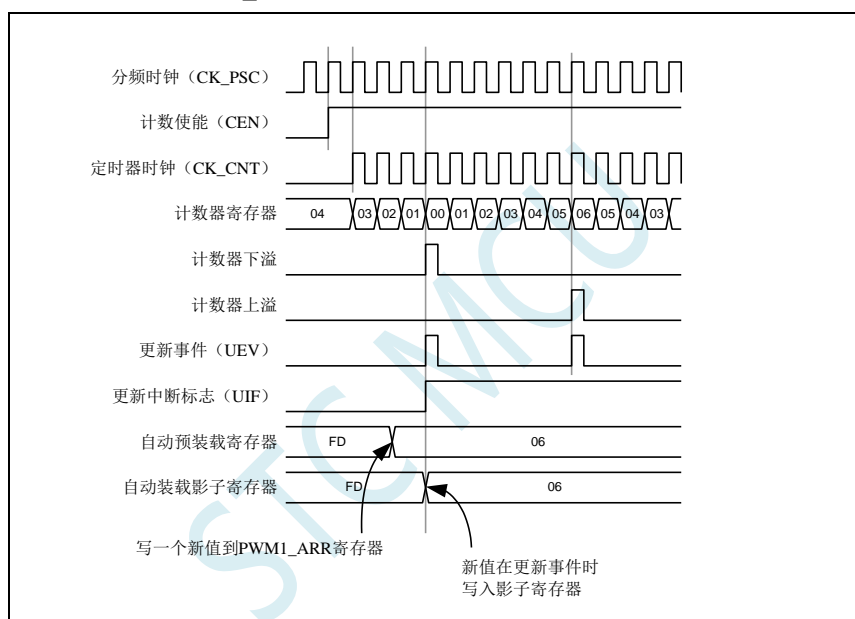 分频时钟（CK_PSC）
计数使能（CEN）
定时器时钟（CK_CNT）
计数器寄存器 04 03 02 01 00 01 02 03 04 05 06 05 04 03
计数器下溢
计数器上溢
更新事件（UEV）
更新中断标志（UIF）
自动预装载寄存器 FD 06
自动装载影子寄存器 FD 06
写一个新值到PWM1_ARR寄存器
新值在更新事件时
写入影子寄存器
STC MCU